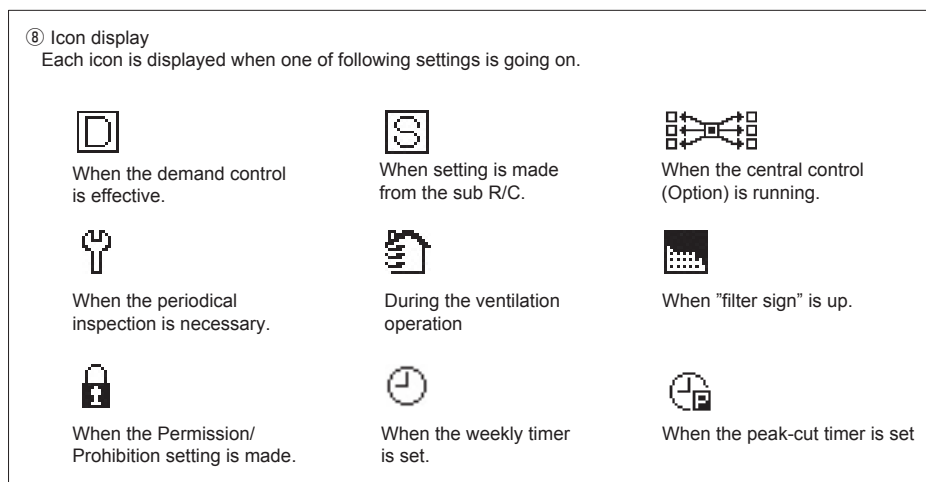 ⑧ Icon display
Each icon is displayed when one of following settings is going on.
D
S
When the demand control
is effective.
When setting is made
from the sub R/C.
When the central control
(Option) is running.
When the periodical
inspection is necessary.
During the ventilation
operation
When ”filter sign” is up.
P
When the Permission/
Prohibition setting is made.
When the weekly timer
is set.
When the peak-cut timer is set